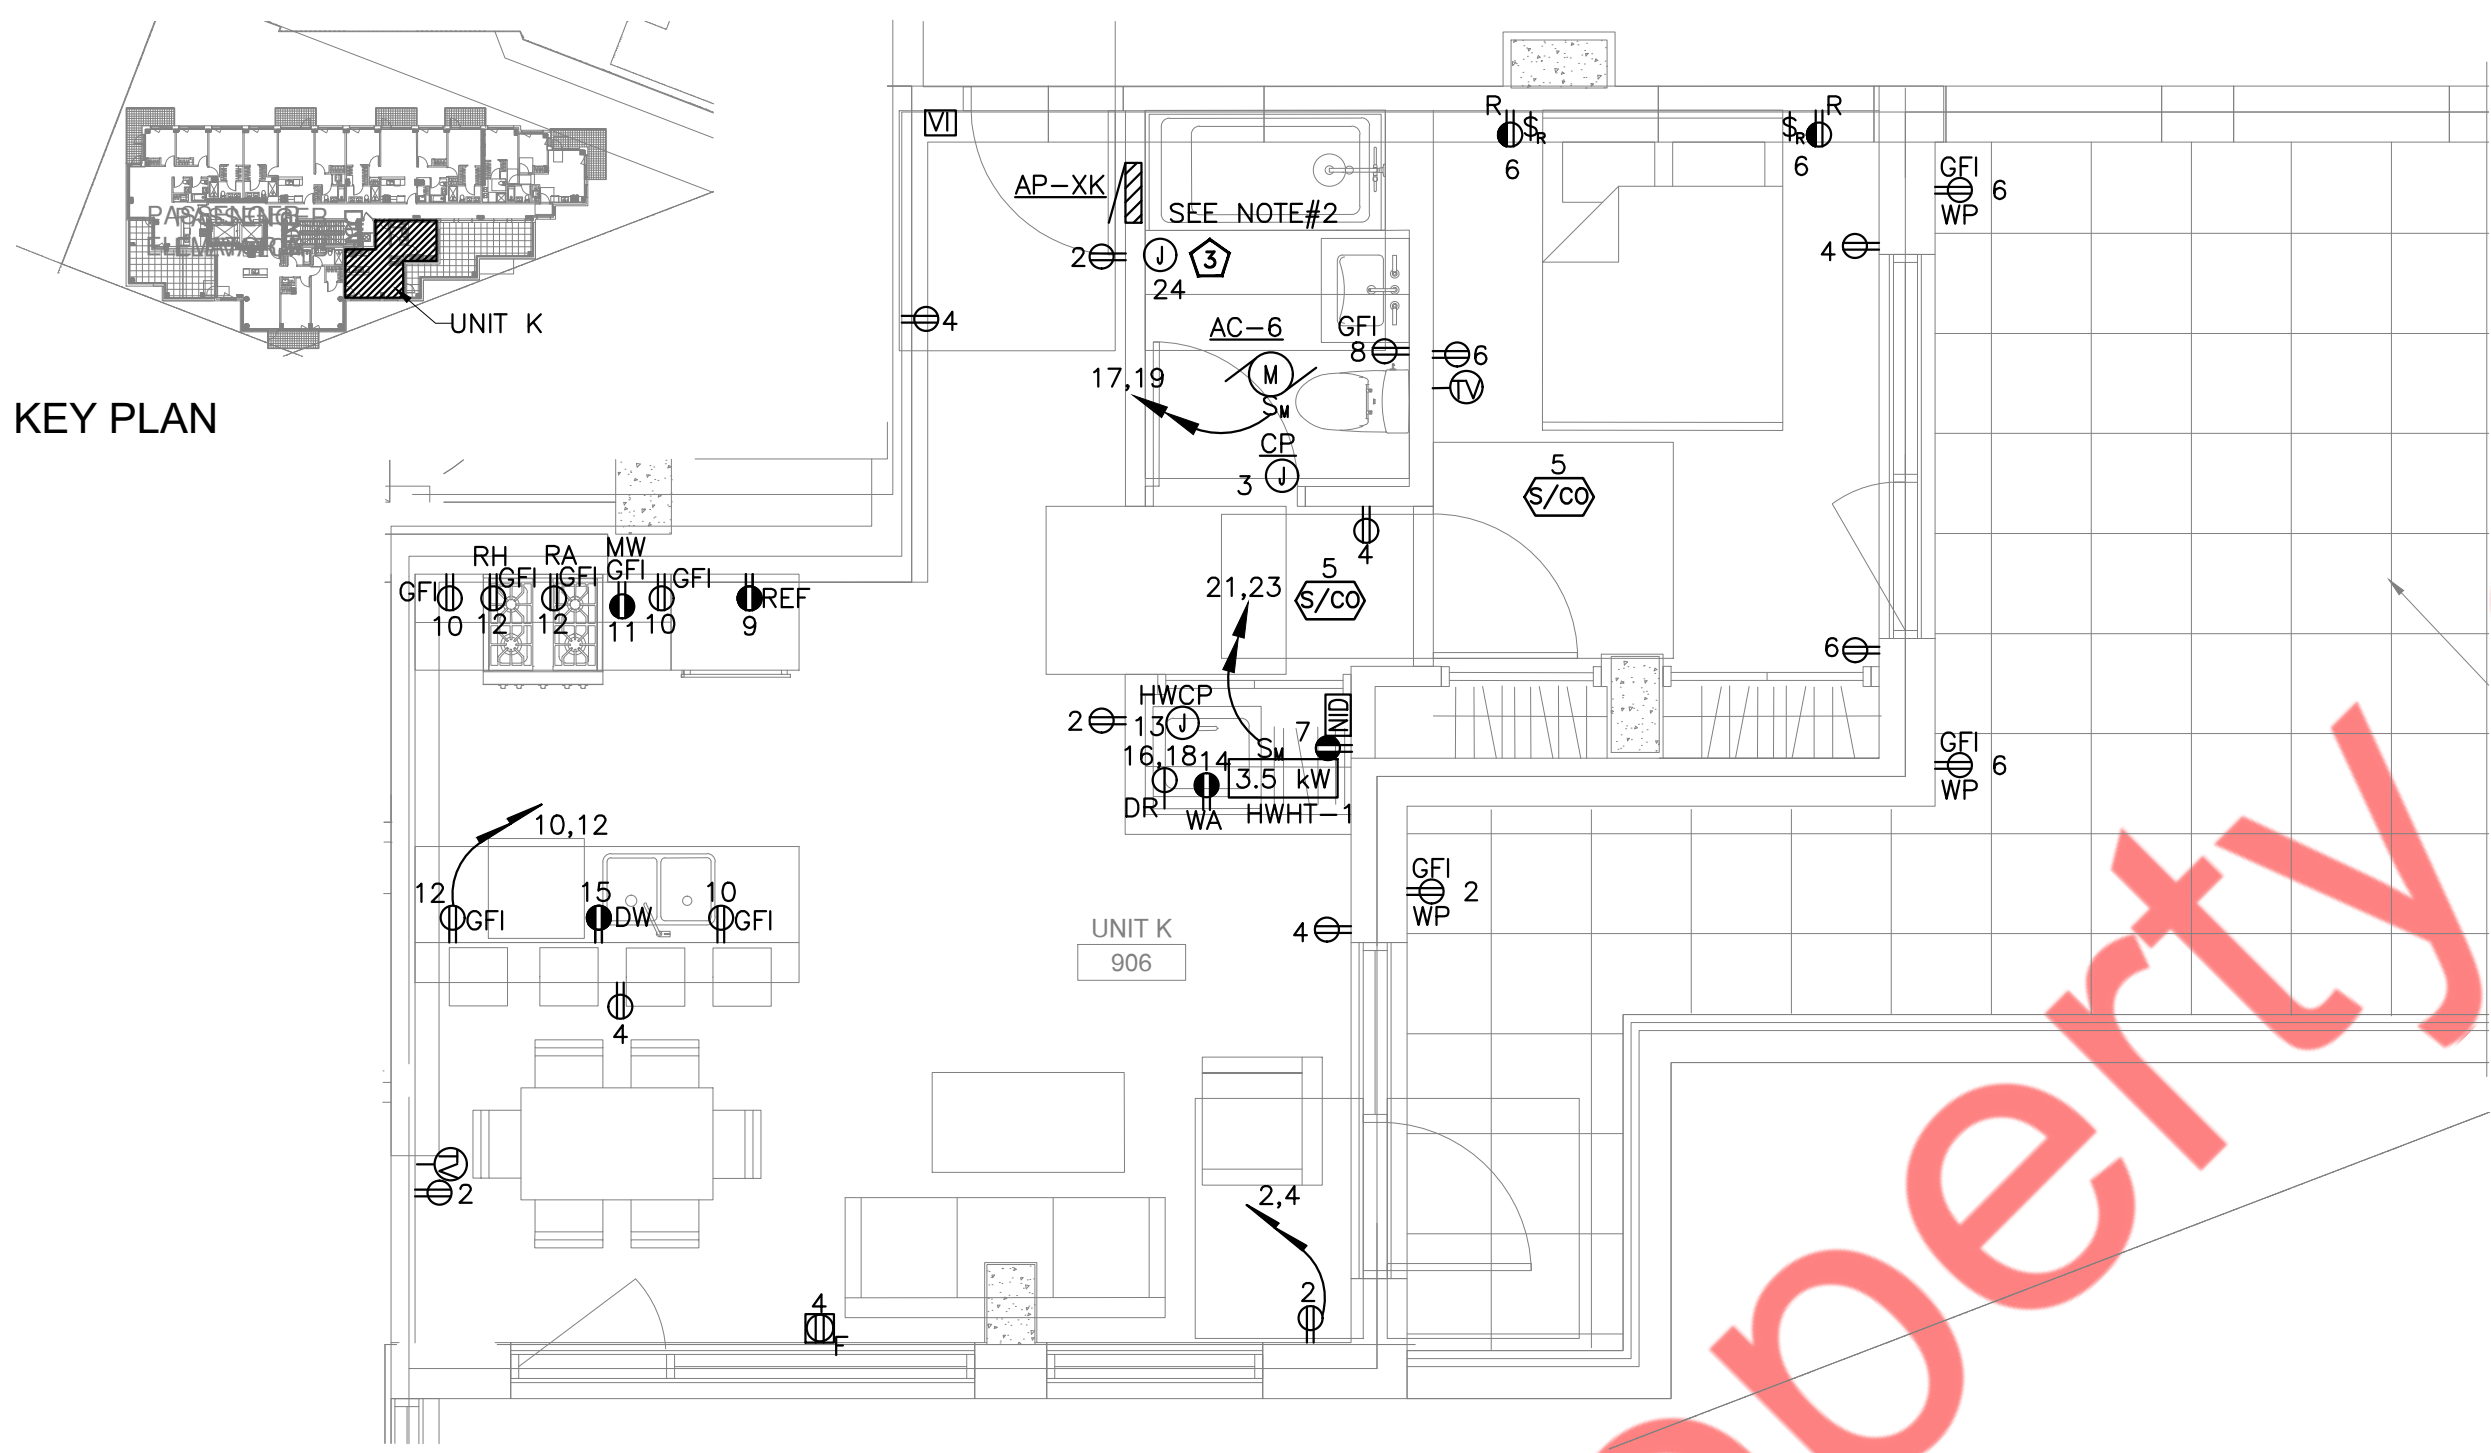 PASSENGER
UNIT K
KEY PLAN
VI
R
$R
6
$R
R
6
GFI
6
WP
AP-XK
SEE NOTE#2
2
J
3
24
4
4
AC-6
GFI
8
6
M
TV
17,19
SM
CP
3
J
5
S/CO
4
5
S/CO
21,23
RH
RA
MW
GFI
GFI
GFI
GFI
GFI
REF
10
12
12
11
10
9
6
HWCP
NID
2
13
J
7
SM
16,18
14
3.5 kW
DR
WA
HWHT-1
GFI
6
WP
10,12
12
GFI
15
DW
10
GFI
GFI
2
WP
UNIT K
906
4
4
TV
2
2,4
2
4
F
perty